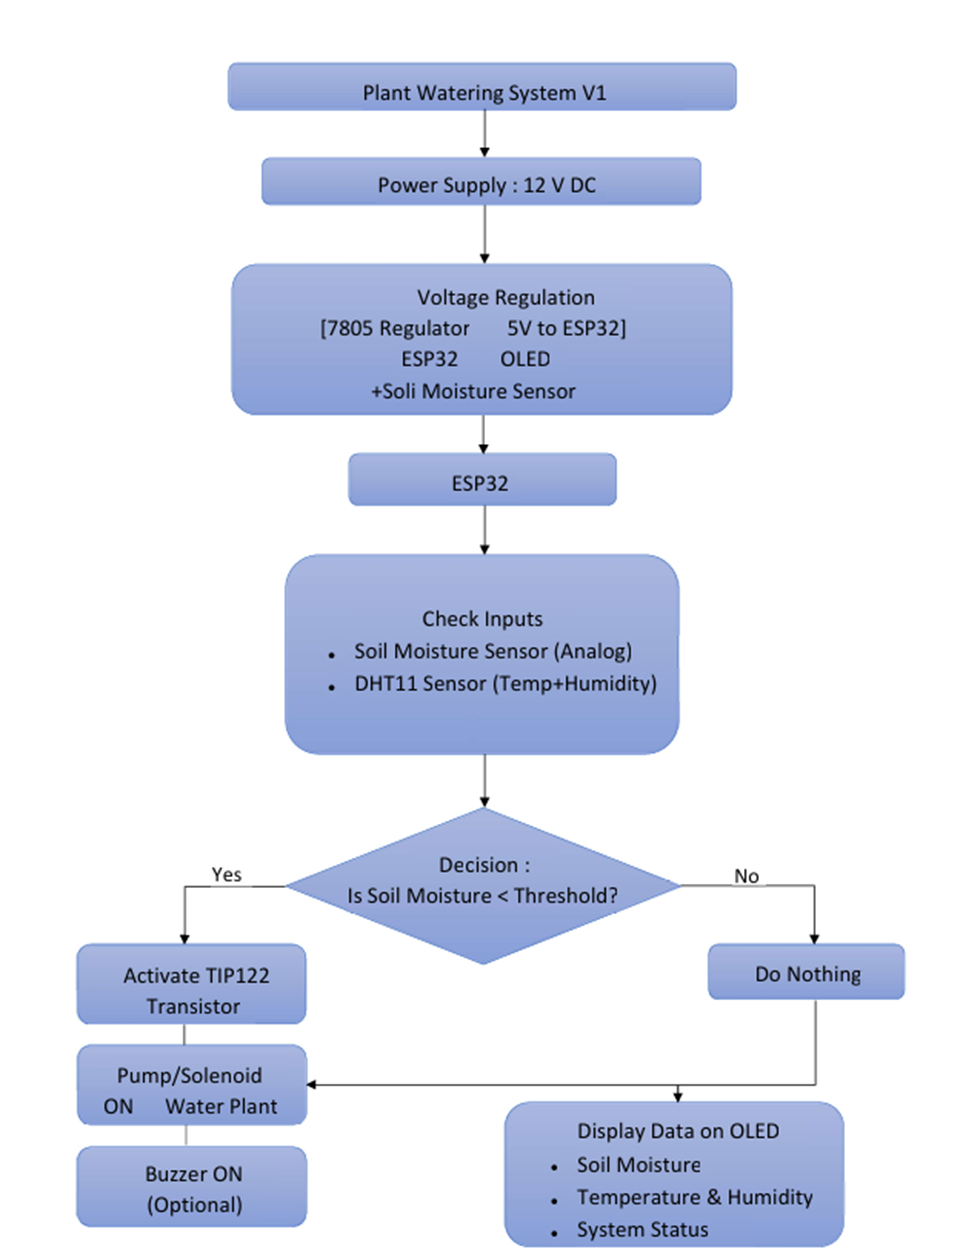 Plant Watering System V1
Power Supply : 12 V DC
Voltage Regulation
[7805 Regulator 5V to ESP32]
ESP32 OLED
+Soli Moisture Sensor
ESP32
Check Inputs
• Soil Moisture Sensor (Analog)
• DHT11 Sensor (Temp+Humidity)
Decision :
Is Soil Moisture < Threshold?
Yes
No
Activate TIP122
Transistor
Do Nothing
Pump/Solenoid
ON Water Plant
Buzzer ON
(Optional)
Display Data on OLED
• Soil Moisture
• Temperature & Humidity
• System Status